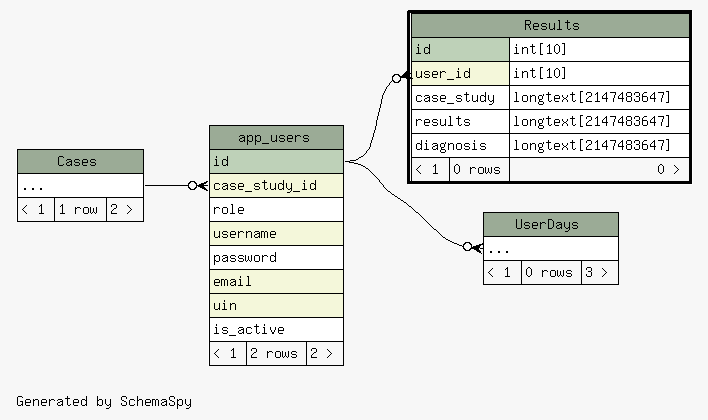 Results
id int[10]
user_id int[10]
case_study longtext[2147483647]
results longtext[2147483647]
diagnosis longtext[2147483647]
< 1 0 rows 0 >
app_users
id
case_study_id
role
username
password
email
uin
is_active
< 1 2 rows 2 >
Cases
...
< 1 1 row 2 >
UserDays
...
< 1 0 rows 3 >
Generated by SchemaSpy